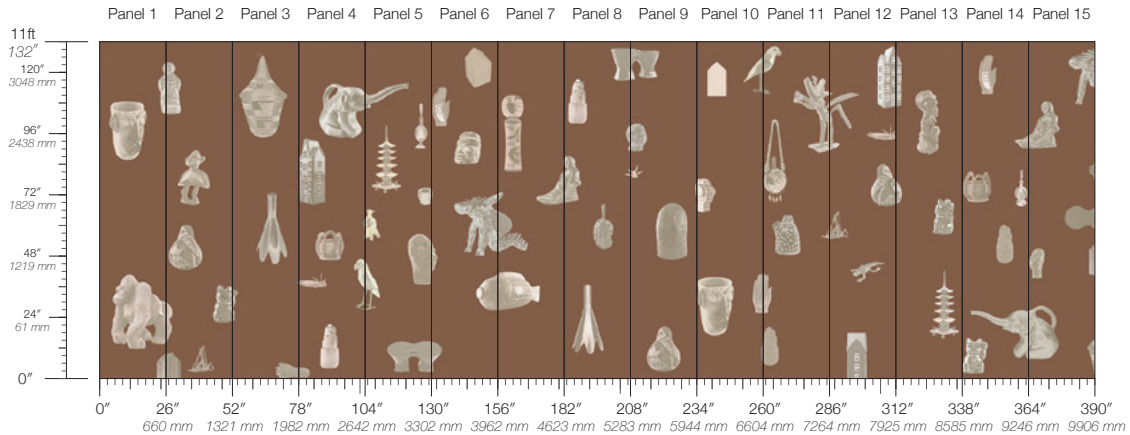 Panel 1 Panel 2 Panel 3 Panel 4 Panel 5 Panel 6 Panel 7 Panel 8 Panel 9 Panel 10 Panel 11 Panel 12 Panel 13 Panel 14 Panel 15
11ft
132″
120″
3048 mm
96″
2438 mm
72″
1829 mm
48″
1219 mm
24″
61 mm
0″
0″ 26″ 52″ 78″ 104″ 130″ 156″ 182″ 208″ 234″ 260″ 286″ 312″ 338″ 364″ 390″
660 mm 1321 mm 1982 mm 2642 mm 3302 mm 3962 mm 4623 mm 5283 mm 5944 mm 6604 mm 7264 mm 7925 mm 8585 mm 9246 mm 9906 mm